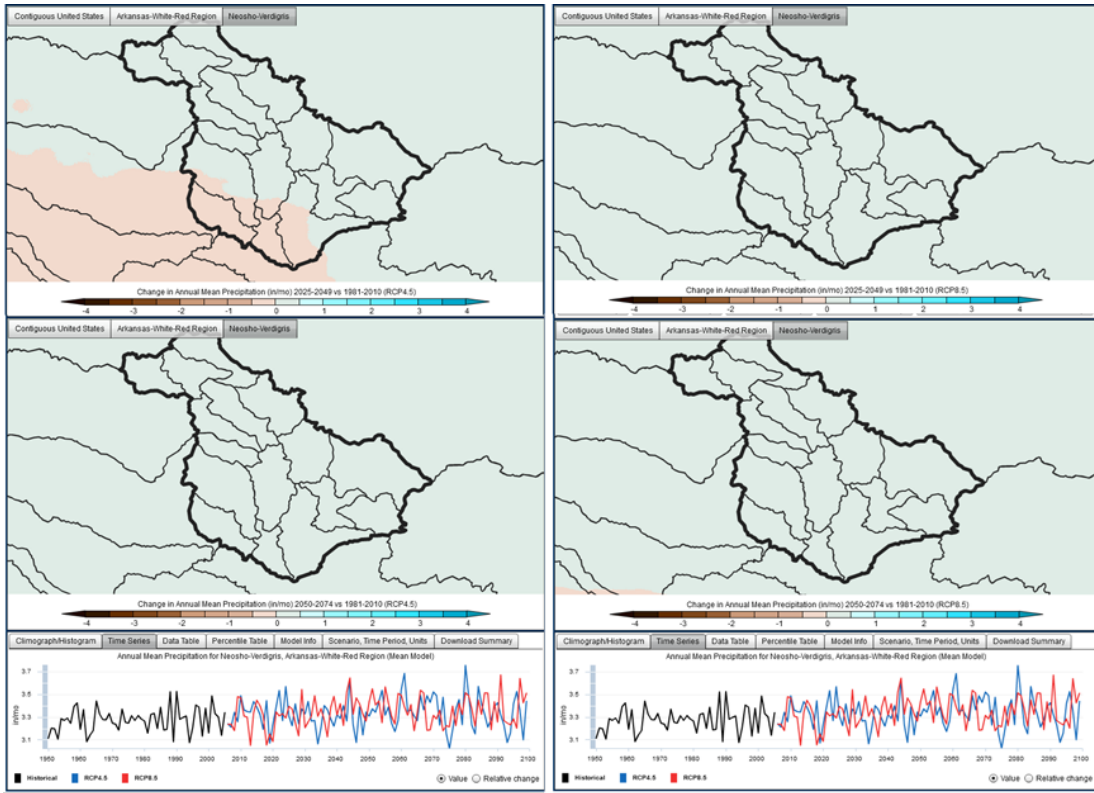 Contiguous United States Arkansas-White-Red Region Neosho-Verdigris
Change in Annual Mean Precipitation (in/mo) 2025-2049 vs 1981-2010 (RCP4.5)
-4 -3 -2 -1 0 1 2 3 4
Contiguous United States Arkansas-White-Red Region Neosho-Verdigris
Change in Annual Mean Precipitation (in/mo) 2025-2049 vs 1981-2010 (RCP8.5)
-4 -3 -2 -1 0 1 2 3 4
Contiguous United States Arkansas-White-Red Region Neosho-Verdigris
Change in Annual Mean Precipitation (in/mo) 2050-2074 vs 1981-2010 (RCP4.5)
-4 -3 -2 -1 0 1 2 3 4
Contiguous United States Arkansas-White-Red Region Neosho-Verdigris
Change in Annual Mean Precipitation (in/mo) 2050-2074 vs 1981-2010 (RCP8.5)
-4 -3 -2 -1 0 1 2 3 4
Climograph/Histogram Time Series Data Table Percentile Table Model Info Scenario, Time Period, Units Download Summary
Annual Mean Precipitation for Neosho-Verdigris, Arkansas-White-Red Region (Mean Model)
3.7
3.5
3.3
3.1
in/mo
1950 1960 1970 1980 1990 2000 2010 2020 2030 2040 2050 2060 2070 2080 2090 2100
Historical RCP4.5 RCP8.5 Value Relative change
Climograph/Histogram Time Series Data Table Percentile Table Model Info Scenario, Time Period, Units Download Summary
Annual Mean Precipitation for Neosho-Verdigris, Arkansas-White-Red Region (Mean Model)
3.7
3.5
3.3
3.1
in/mo
1950 1960 1970 1980 1990 2000 2010 2020 2030 2040 2050 2060 2070 2080 2090 2100
Historical RCP4.5 RCP8.5 Value Relative change